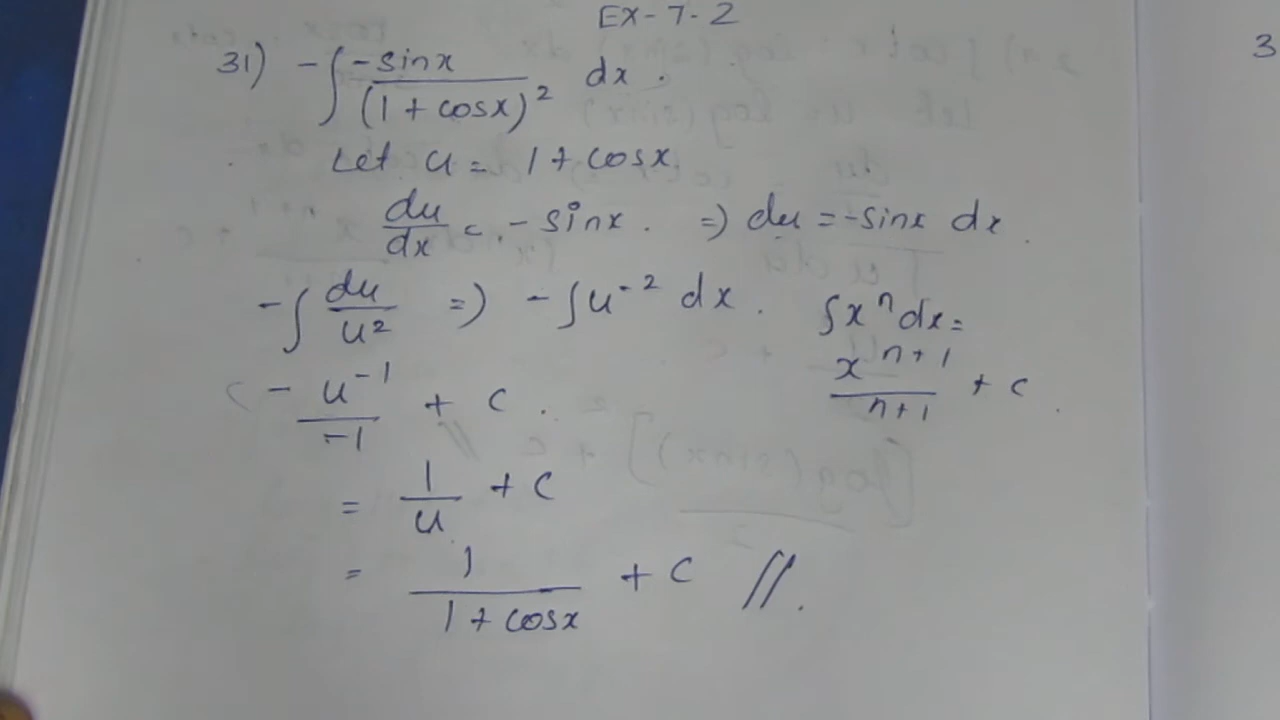 EX-7-2
31) -∫ -sinx / (1 + cosx)² dx .
Let u = 1 + cosx.
du/dx = -sinx . => du = -sinx dx .
-∫ du/u² => -∫ u⁻² dx . ∫xⁿ dx =
x^(n+1) / (n+1) + c .
- u⁻¹ / -1 + c .
= 1/u + c
= 1 / (1 + cosx) + c //.
3